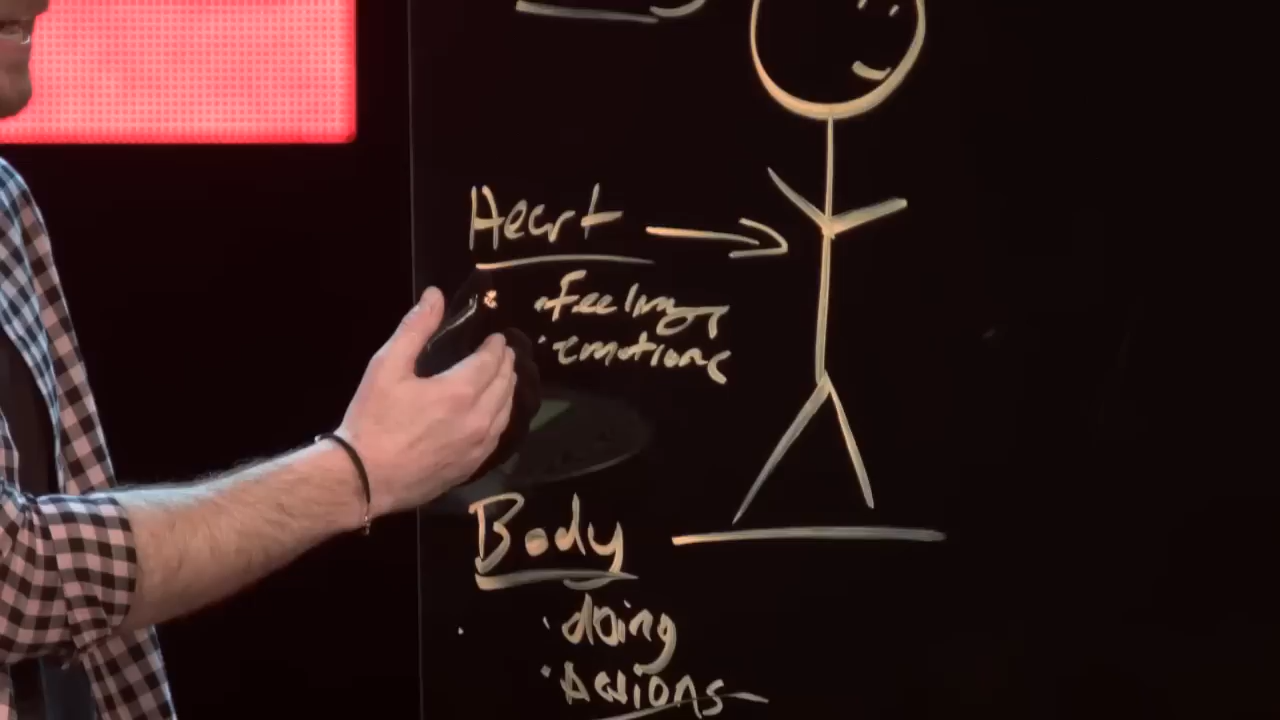 Heart
· feelings
· emotions
Body
· doing
· Actions